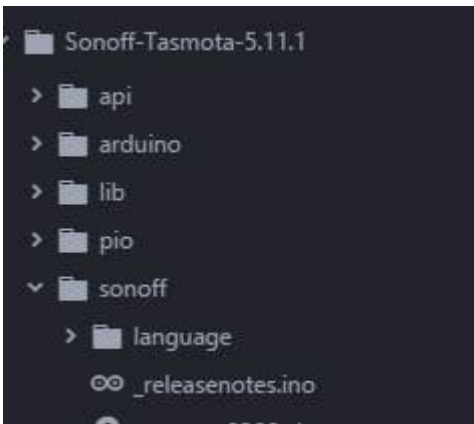 Sonoff-Tasmota-5.11.1
api
arduino
lib
pio
sonoff
language
_releasenotes.ino